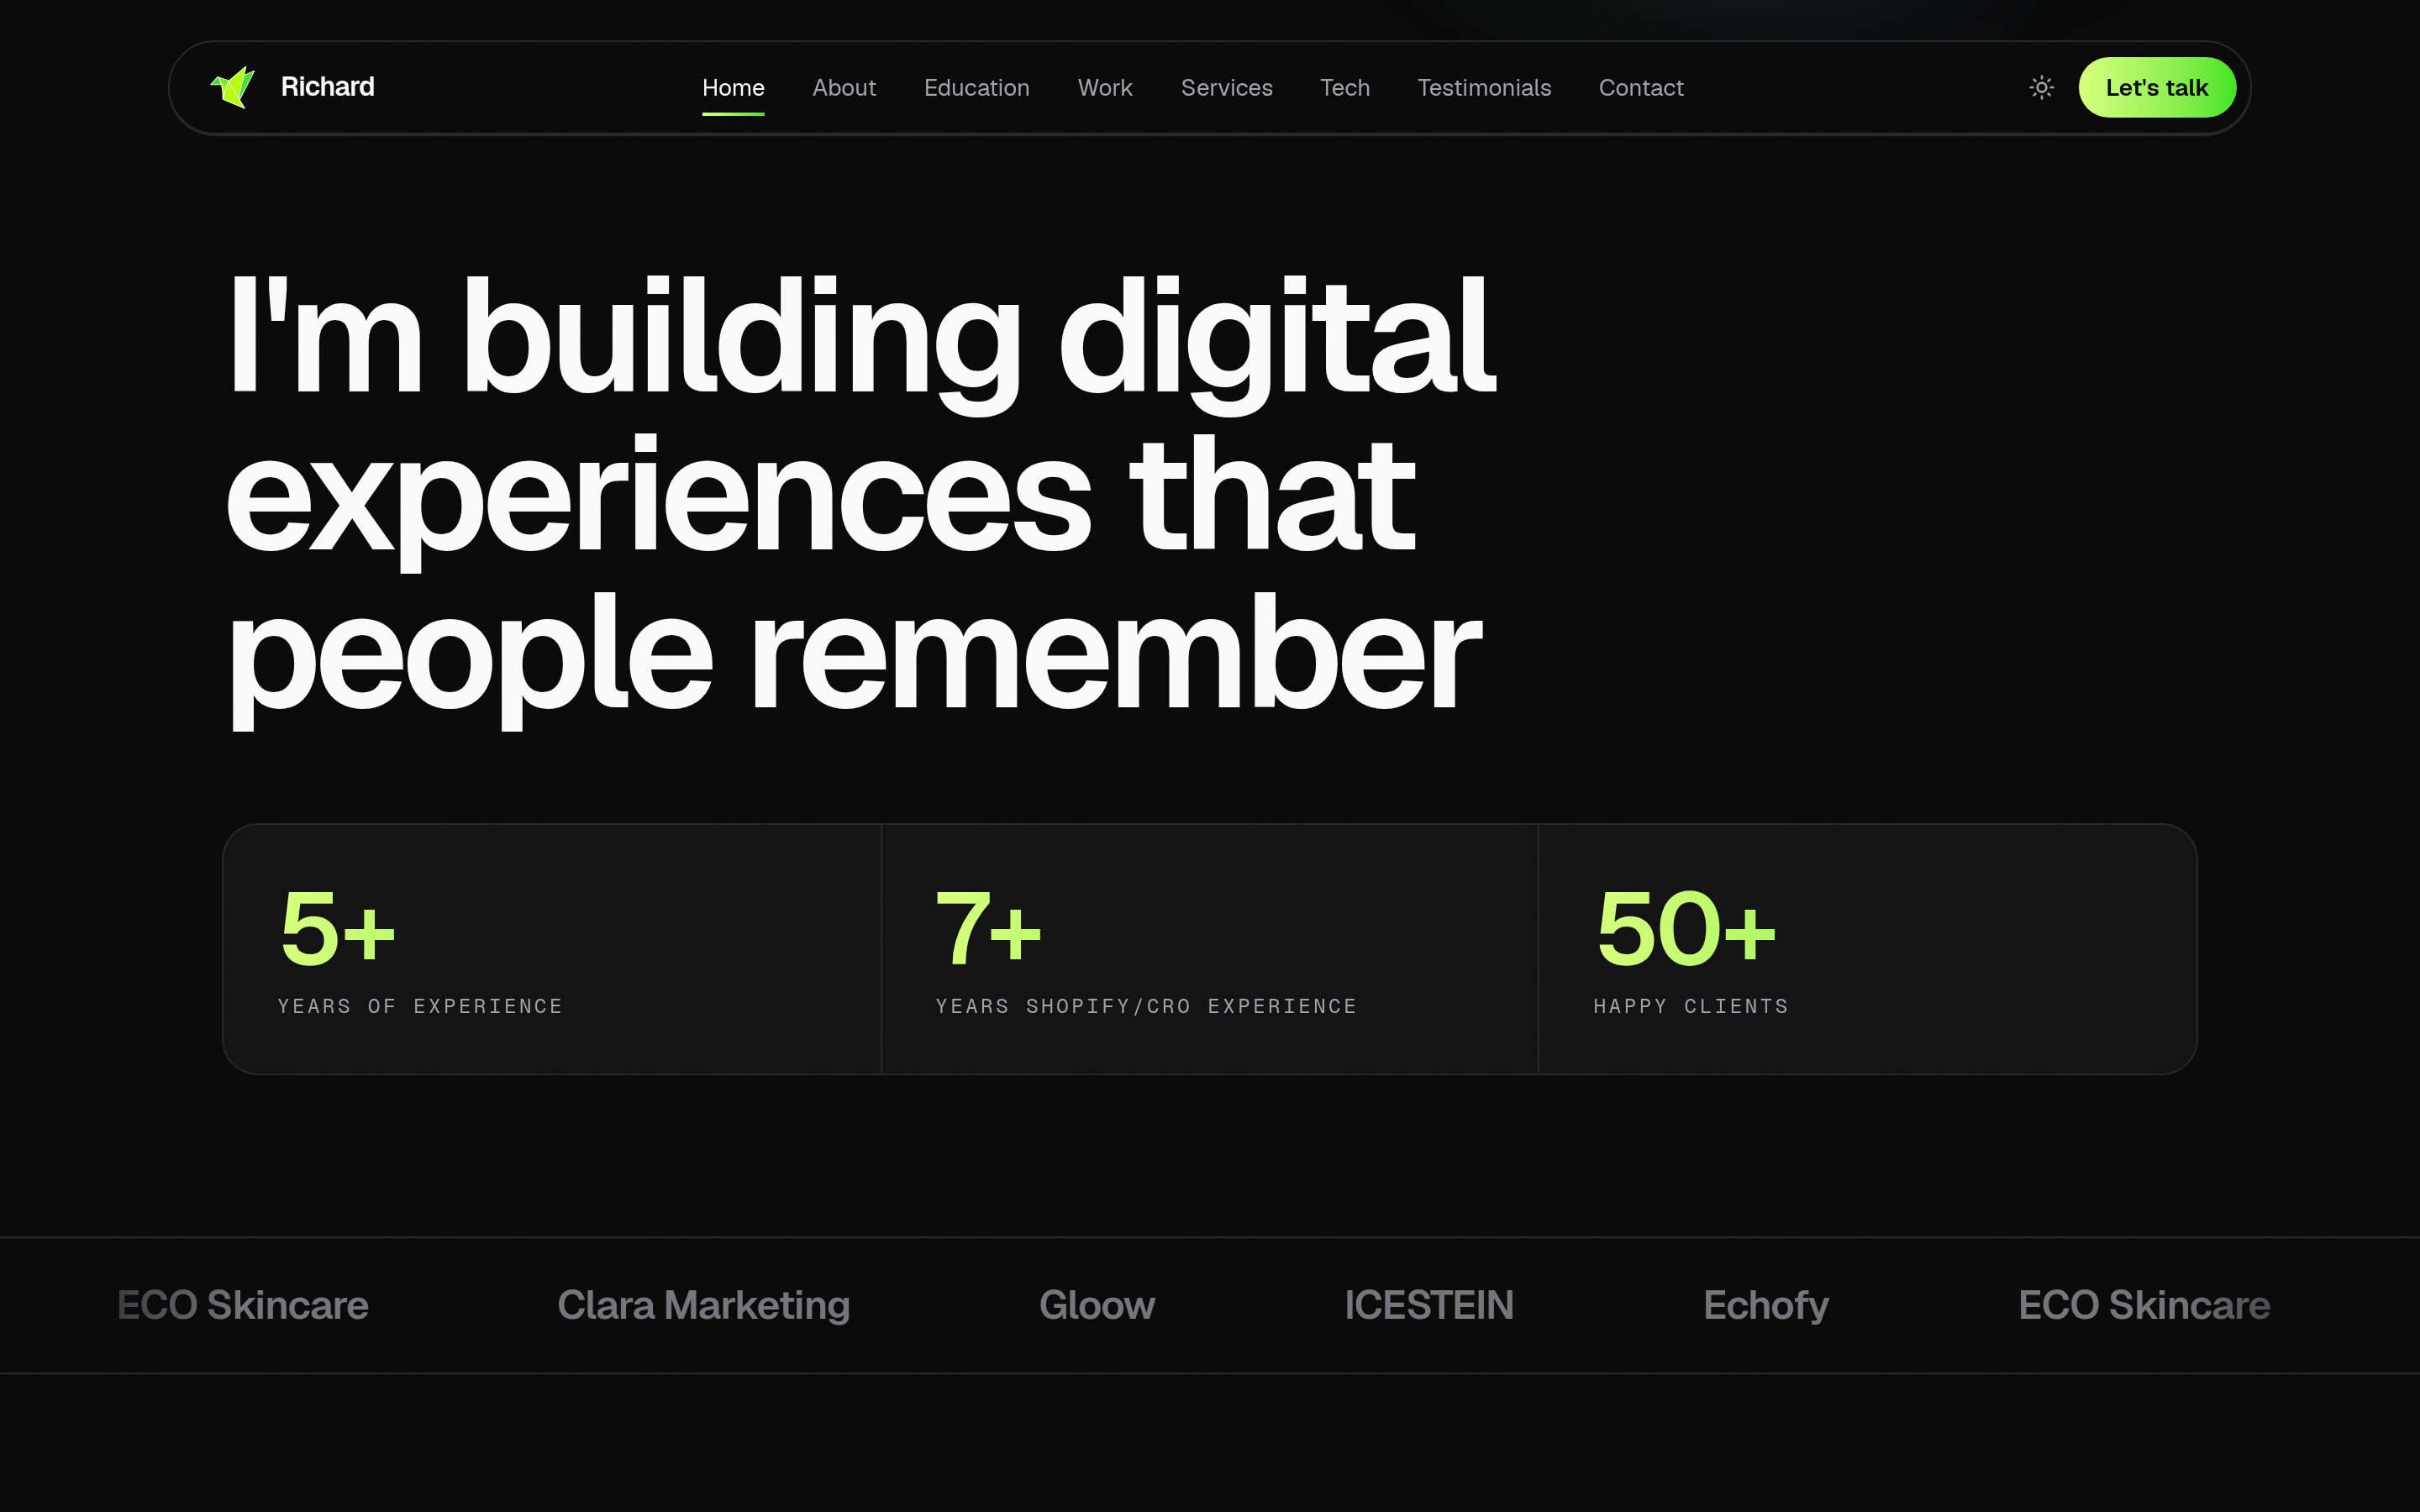 Richard
Home About Education Work Services Tech Testimonials Contact
Let's talk
I'm building digital
experiences that
people remember
5+
YEARS OF EXPERIENCE
7+
YEARS SHOPIFY/CRO EXPERIENCE
50+
HAPPY CLIENTS
ECO Skincare Clara Marketing Gloow ICESTEIN Echofy ECO Skincare